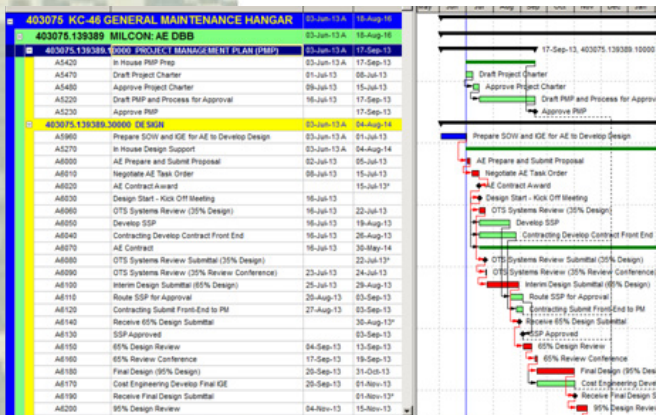 403075 KC-46 GENERAL MAINTENANCE HANGAR 03-Jun-13 A 18-Aug-16
403075.139389 MILCON: AE DBB 03-Jun-13 A 18-Aug-16
403075.139389.10000 PROJECT MANAGEMENT PLAN (PMP) 03-Jun-13 A 17-Sep-13 17-Sep-13, 403075.139389.10000
A5420 In House PMP Prep 03-Jun-13 A 17-Sep-13
A5470 Draft Project Charter 01-Jul-13 08-Jul-13 Draft Project Charter
A5480 Approve Project Charter 09-Jul-13 15-Jul-13 Approve Project Charter
A5220 Draft PMP and Process for Approval 16-Jul-13 17-Sep-13 Draft PMP and Process for Approva
A5230 Approve PMP 17-Sep-13 Approve PMP
403075.139389.30000 DESIGN 03-Jun-13 A 04-Aug-14
A5960 Prepare SOW and IGE for AE to Develop Design 03-Jun-13 A 01-Jul-13 Prepare SOW and IGE for AE to Develop Design
A5270 In House Design Support 03-Jun-13 A 04-Aug-14
A6000 AE Prepare and Submit Proposal 02-Jul-13 05-Jul-13 AE Prepare and Submit Proposal
A6010 Negotiate AE Task Order 08-Jul-13 15-Jul-13 Negotiate AE Task Order
A6020 AE Contract Award 15-Jul-13* AE Contract Award
A6030 Design Start - Kick Off Meeting 16-Jul-13 Design Start - Kick Off Meeting
A6060 OTS Systems Review (35% Design) 16-Jul-13 22-Jul-13 OTS Systems Review (35% Design)
A6050 Develop SSP 16-Jul-13 19-Aug-13 Develop SSP
A6040 Contracting Develop Contract Front End 16-Jul-13 26-Aug-13 Contracting Develop Contract Front End
A6070 AE Contract 16-Jul-13 30-May-14
A6080 OTS Systems Review Submittal (35% Design) 22-Jul-13* OTS Systems Review Submittal (35% Design)
A6090 OTS Systems Review (35% Review Conference) 23-Jul-13 24-Jul-13 OTS Systems Review (35% Review Conference)
A6100 Interim Design Submittal (65% Design) 25-Jul-13 29-Aug-13 Interim Design Submittal (65% Design)
A6110 Route SSP for Approval 20-Aug-13 03-Sep-13 Route SSP for Approval
A6120 Contracting Submit Front-End to PM 27-Aug-13 03-Sep-13 Contracting Submit Front-End to PM
A6140 Receive 65% Design Submittal 30-Aug-13* Receive 65% Design Submittal
A6130 SSP Approved 03-Sep-13 SSP Approved
A6150 65% Design Review 04-Sep-13 13-Sep-13 65% Design Review
A6160 65% Review Conference 17-Sep-13 19-Sep-13 65% Review Conference
A6180 Final Design (95% Design) 20-Sep-13 31-Oct-13 Final Design (95% Des
A6170 Cost Engineering Develop Final IGE 20-Sep-13 01-Nov-13 Cost Engineering Deve
A6190 Receive Final Design Submittal 01-Nov-13* Receive Final Design S
A6200 95% Design Review 04-Nov-13 15-Nov-13 95% Design Review